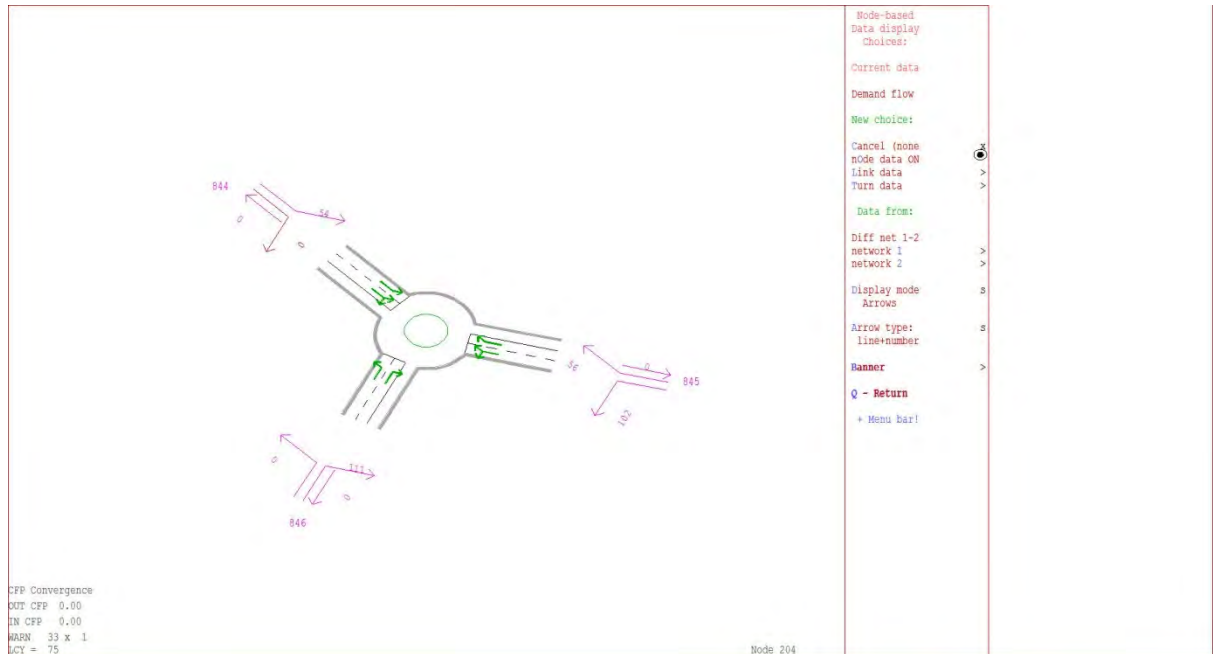 Node-based
Data display
Choices:
Current data
Demand flow
New choice:
Cancel (none x
nOde data ON
Link data >
Turn data >
Data from:
Diff net 1-2
network 1 >
network 2 >
Display mode s
Arrows
Arrow type: s
line+number
Banner >
Q - Return
+ Menu bar!
844
56
0
0
56
0
845
102
0
111
0
846
CFP Convergence
OUT CFP 0.00
IN CFP 0.00
WARN 33 x 1
LCY = 75
Node 204